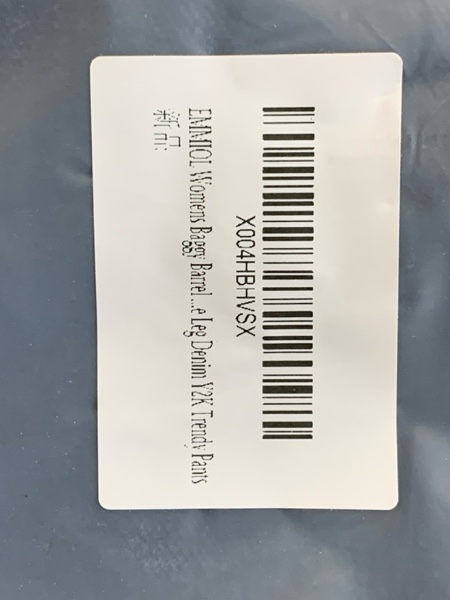 X004HBHVSX
EMMIOL Womens Baggy Barrel...e Leg Denim Y2K Trendy Pants
新品